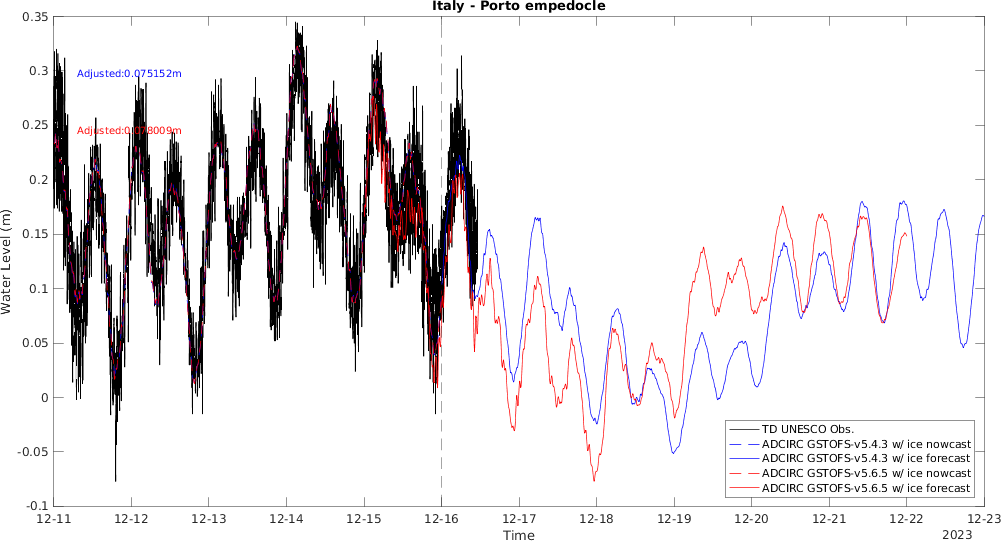 Italy - Porto empedocle
0.35
0.3
0.25
0.2
0.15
0.1
0.05
0
-0.05
-0.1
Water Level (m)
Adjusted:0.075152m
Adjusted:0.078009m
TD UNESCO Obs.
ADCIRC GSTOFS-v5.4.3 w/ ice nowcast
ADCIRC GSTOFS-v5.4.3 w/ ice forecast
ADCIRC GSTOFS-v5.6.5 w/ ice nowcast
ADCIRC GSTOFS-v5.6.5 w/ ice forecast
12-11 12-12 12-13 12-14 12-15 12-16 12-17 12-18 12-19 12-20 12-21 12-22 12-23
Time
2023